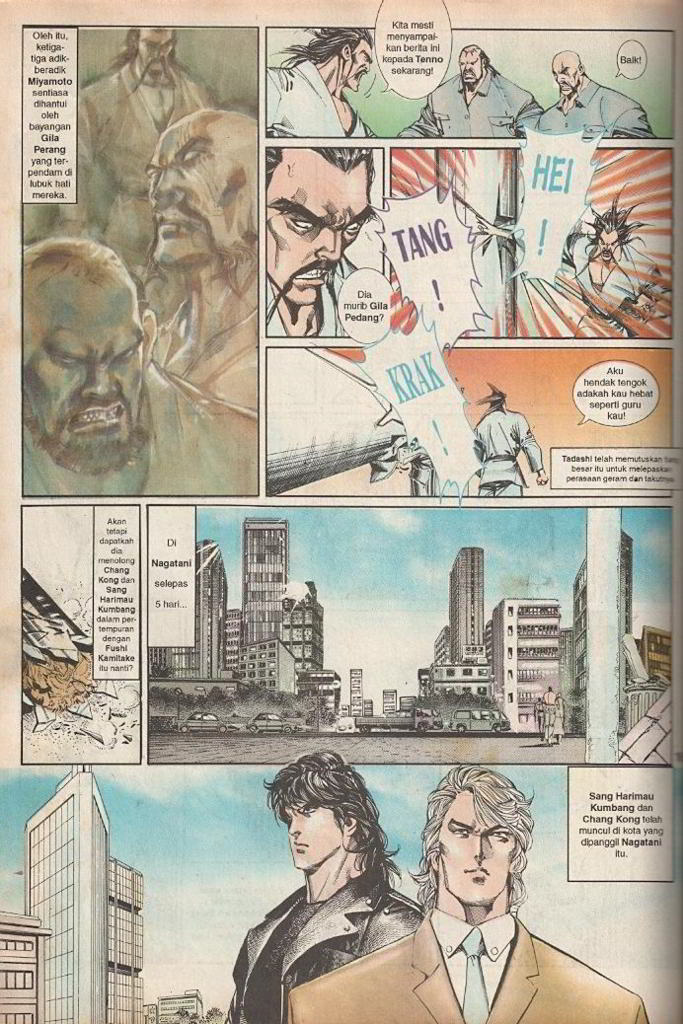 Oleh itu,
ketiga-
tiga adik-
beradik
Miyamoto
sentiasa
dihantui
oleh
bayangan
Gila
Perang
yang ter-
pendam di
lubuk hati
mereka.
Kita mesti
menyampai-
kan berita ini
kepada Tenno
sekarang!
Baik!
Dia
murib Gila
Pedang?
TANG
!
HEI
!
KRAK
!
Aku
hendak tengok
adakah kau hebat
seperti guru
kau!
Tadashi telah memutuskan
besar itu untuk melepaskan
perasaan geram dan takutnya.
Akan
tetapi
dapatkah
dia
menolong
Chang
Kong dan
Sang
Harimau
Kumbang
dalam per-
tempuran
dengan
Fushi
Kamitake
itu nanti?
Di
Nagatani
selepas
5 hari...
Sang Harimau
Kumbang dan
Chang Kong telah
muncul di kota yang
dipanggil Nagatani
itu.